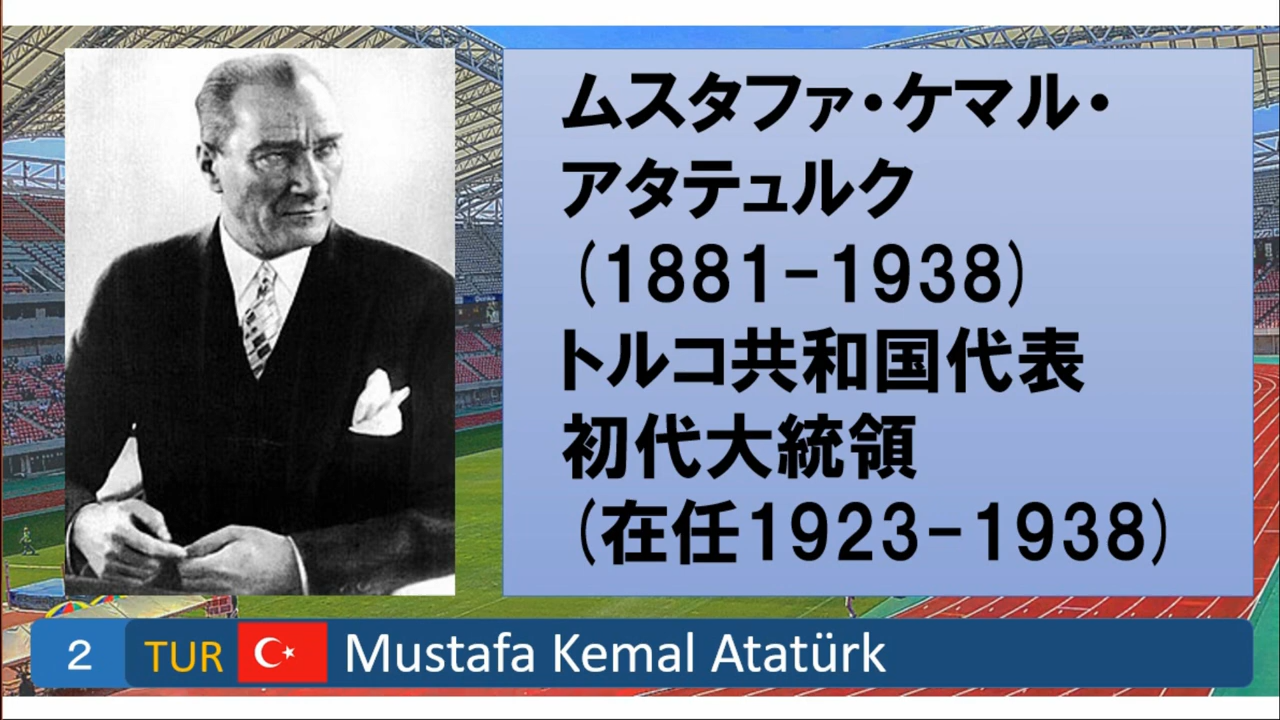 ムスタファ・ケマル・
アタテュルク
(1881-1938)
トルコ共和国代表
初代大統領
(在任1923-1938)
2 TUR Mustafa Kemal Atatürk